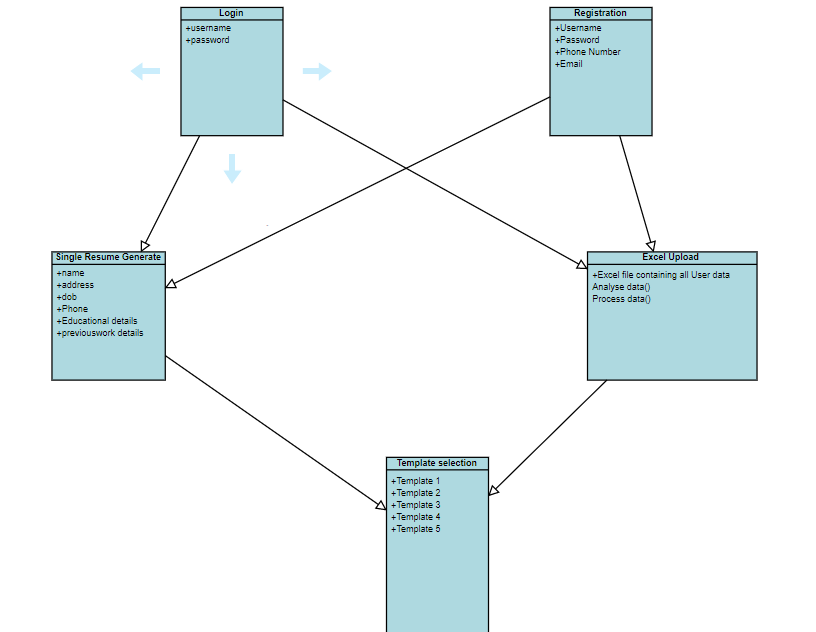 Login
+username
+password
Registration
+Username
+Password
+Phone Number
+Email
Single Resume Generate
+name
+address
+dob
+Phone
+Educational details
+previouswork details
Excel Upload
+Excel file containing all User data
Analyse data()
Process data()
Template selection
+Template 1
+Template 2
+Template 3
+Template 4
+Template 5